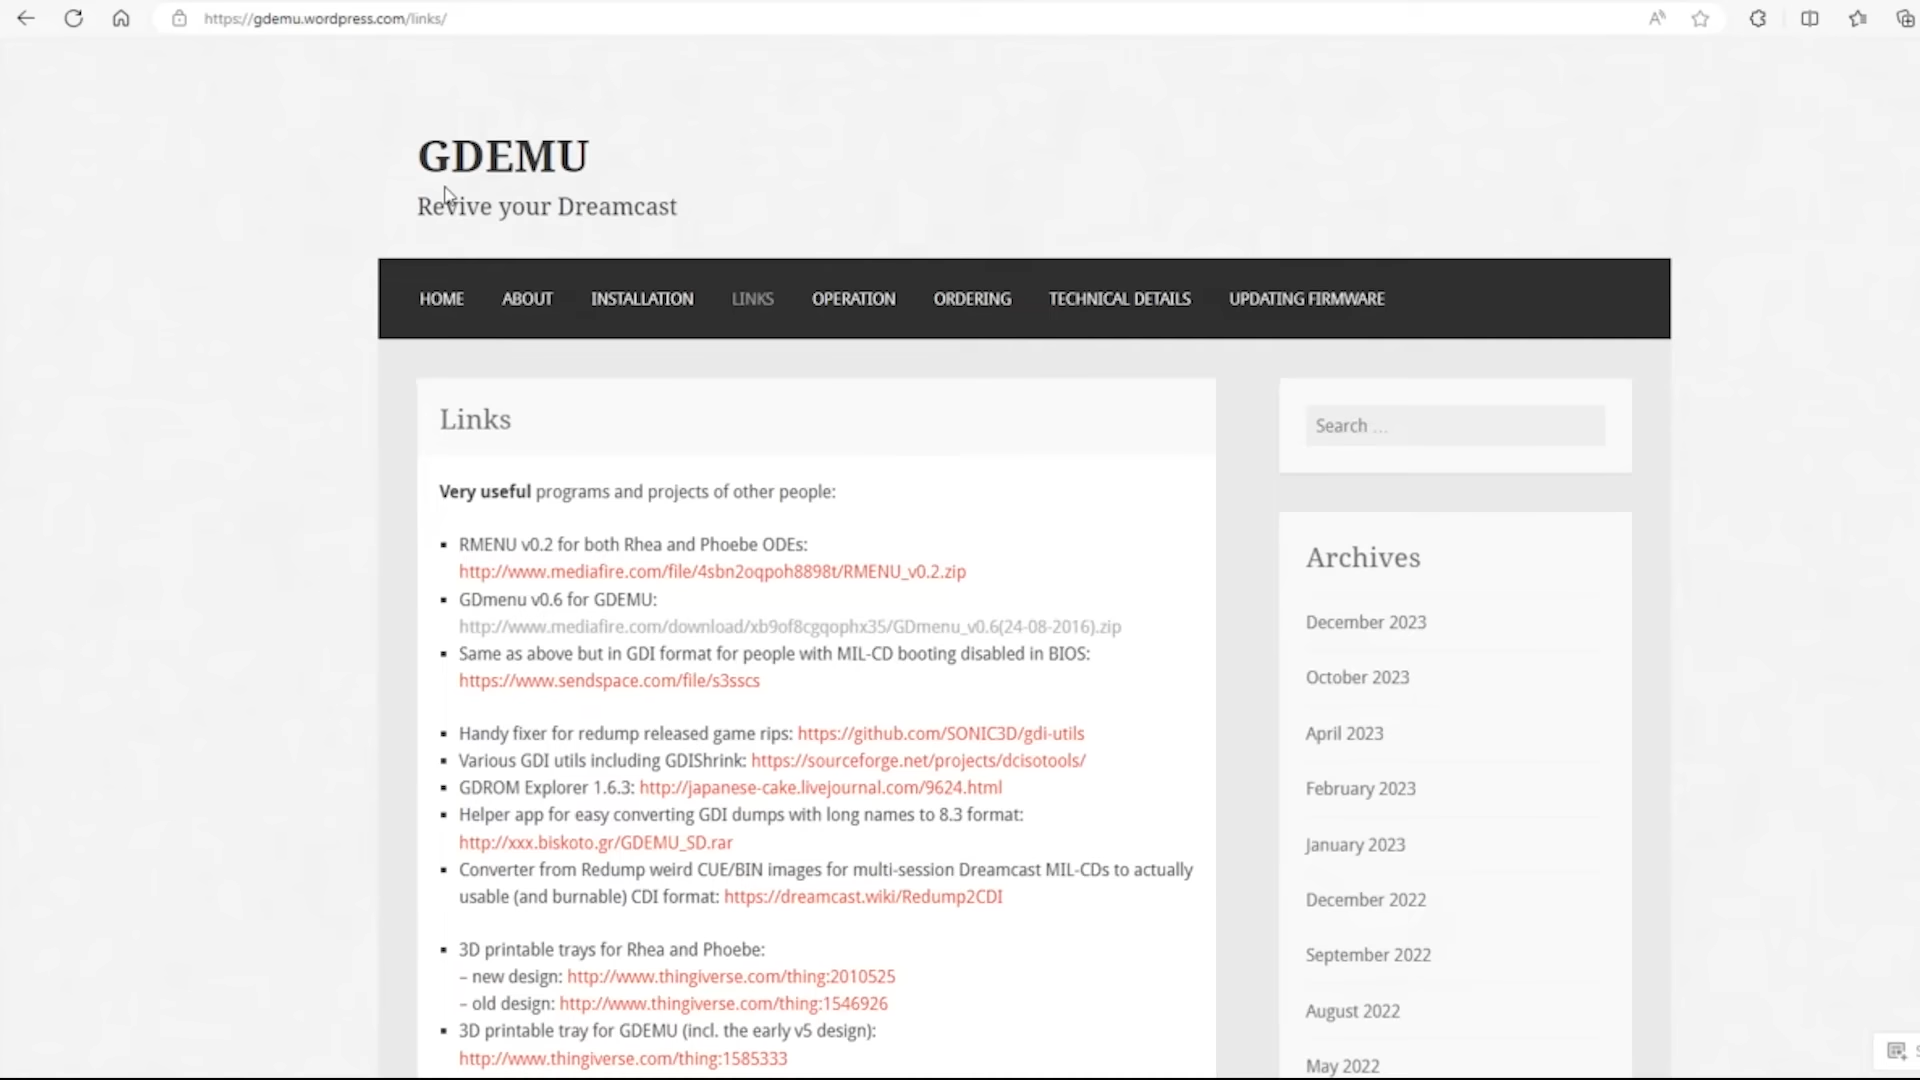 https://gdemu.wordpress.com/links/
GDEMU
Revive your Dreamcast
HOME ABOUT INSTALLATION LINKS OPERATION ORDERING TECHNICAL DETAILS UPDATING FIRMWARE
Links
Very useful programs and projects of other people:
▪ RMENU v0.2 for both Rhea and Phoebe ODEs:
http://www.mediafire.com/file/4sbn2oqpoh8898t/RMENU_v0.2.zip
▪ GDmenu v0.6 for GDEMU:
http://www.mediafire.com/download/xb9of8cgqophx35/GDmenu_v0.6(24-08-2016).zip
▪ Same as above but in GDI format for people with MIL-CD booting disabled in BIOS:
https://www.sendspace.com/file/s3sscs
▪ Handy fixer for redump released game rips: https://github.com/SONIC3D/gdi-utils
▪ Various GDI utils including GDIShrink: https://sourceforge.net/projects/dcisotools/
▪ GDROM Explorer 1.6.3: http://japanese-cake.livejournal.com/9624.html
▪ Helper app for easy converting GDI dumps with long names to 8.3 format:
http://xxx.biskoto.gr/GDEMU_SD.rar
▪ Converter from Redump weird CUE/BIN images for multi-session Dreamcast MIL-CDs to actually
usable (and burnable) CDI format: https://dreamcast.wiki/Redump2CDI
▪ 3D printable trays for Rhea and Phoebe:
– new design: http://www.thingiverse.com/thing:2010525
– old design: http://www.thingiverse.com/thing:1546926
▪ 3D printable tray for GDEMU (incl. the early v5 design):
http://www.thingiverse.com/thing:1585333
Search …
Archives
December 2023
October 2023
April 2023
February 2023
January 2023
December 2022
September 2022
August 2022
May 2022